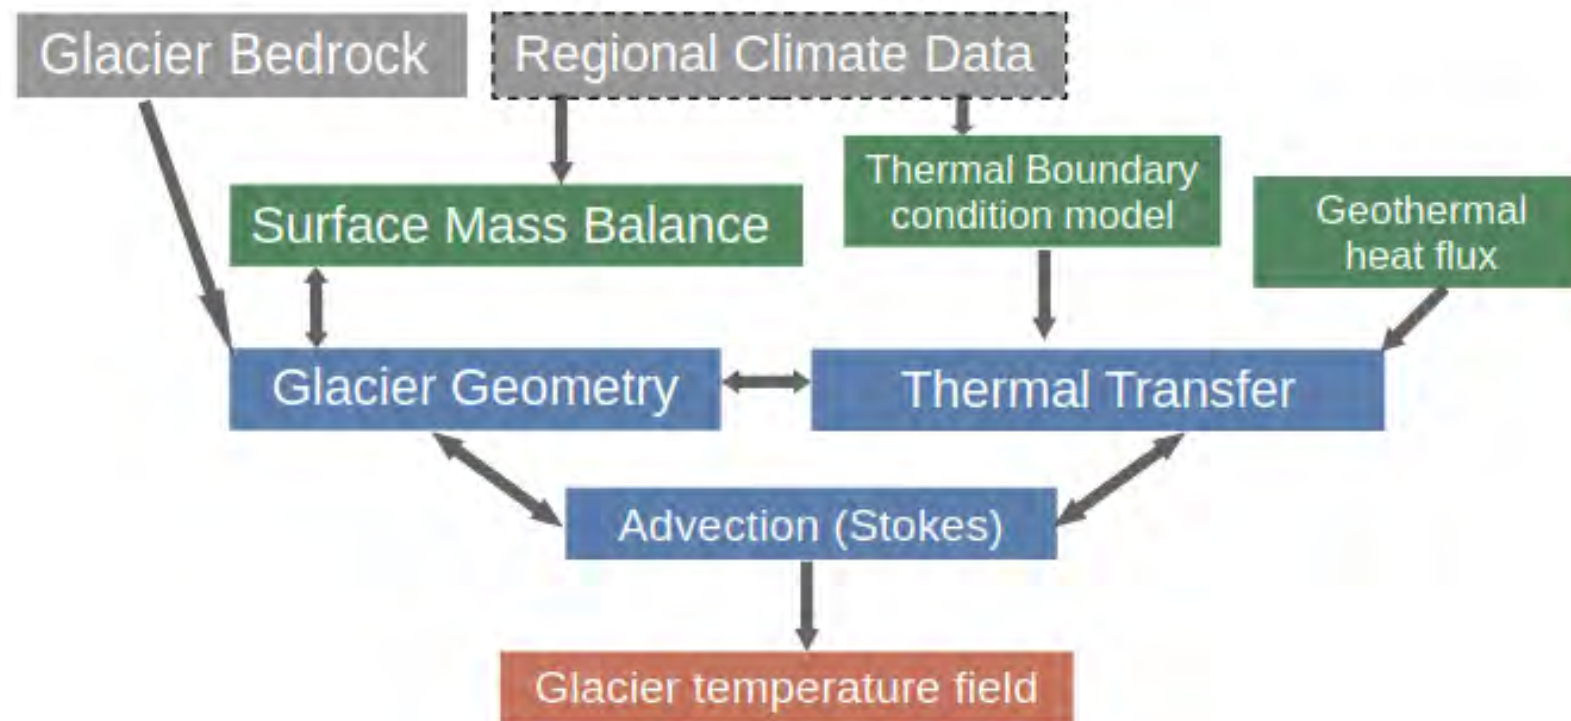 Glacier Bedrock
Regional Climate Data
Thermal Boundary
condition model
Surface Mass Balance
Geothermal
heat flux
Glacier Geometry
Thermal Transfer
Advection (Stokes)
Glacier temperature field